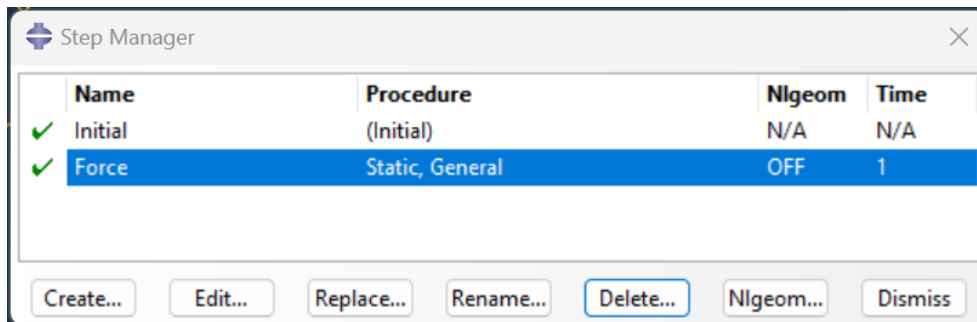 Step Manager
Name Procedure Nlgeom Time
Initial (Initial) N/A N/A
Force Static, General OFF 1
Create... Edit... Replace... Rename... Delete... Nlgeom... Dismiss